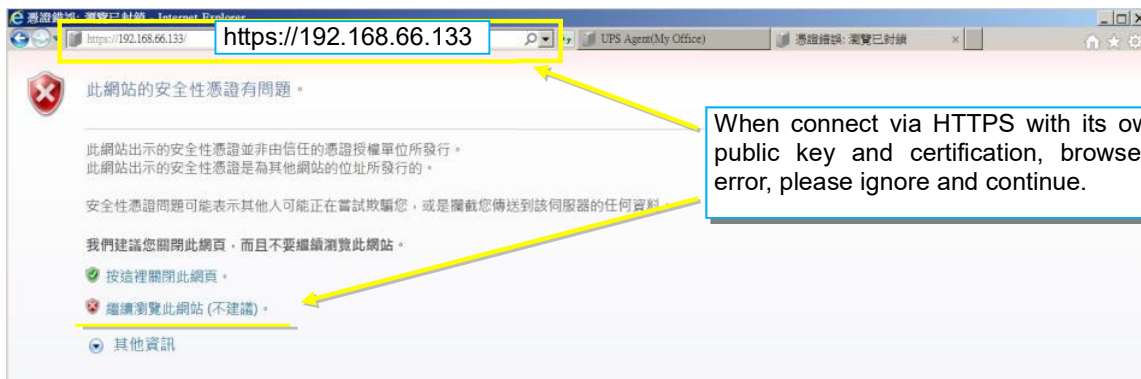 憑證錯誤: 瀏覽已封鎖 - Internet Explorer
https://192.168.66.133/
https://192.168.66.133
UPS Agent(My Office)
憑證錯誤: 瀏覽已封鎖
此網站的安全性憑證有問題。
When connect via HTTPS with its ow
public key and certification, browse
error, please ignore and continue.
此網站出示的安全性憑證並非由信任的憑證授權單位所發行。
此網站出示的安全性憑證是為其他網站的位址所發行的。
安全性憑證問題可能表示其他人可能正在嘗試欺騙您，或是攔截您傳送到該伺服器的任何資料。
我們建議您關閉此網頁，而且不要繼續瀏覽此網站。
按這裡關閉此網頁。
繼續瀏覽此網站 (不建議)。
其他資訊